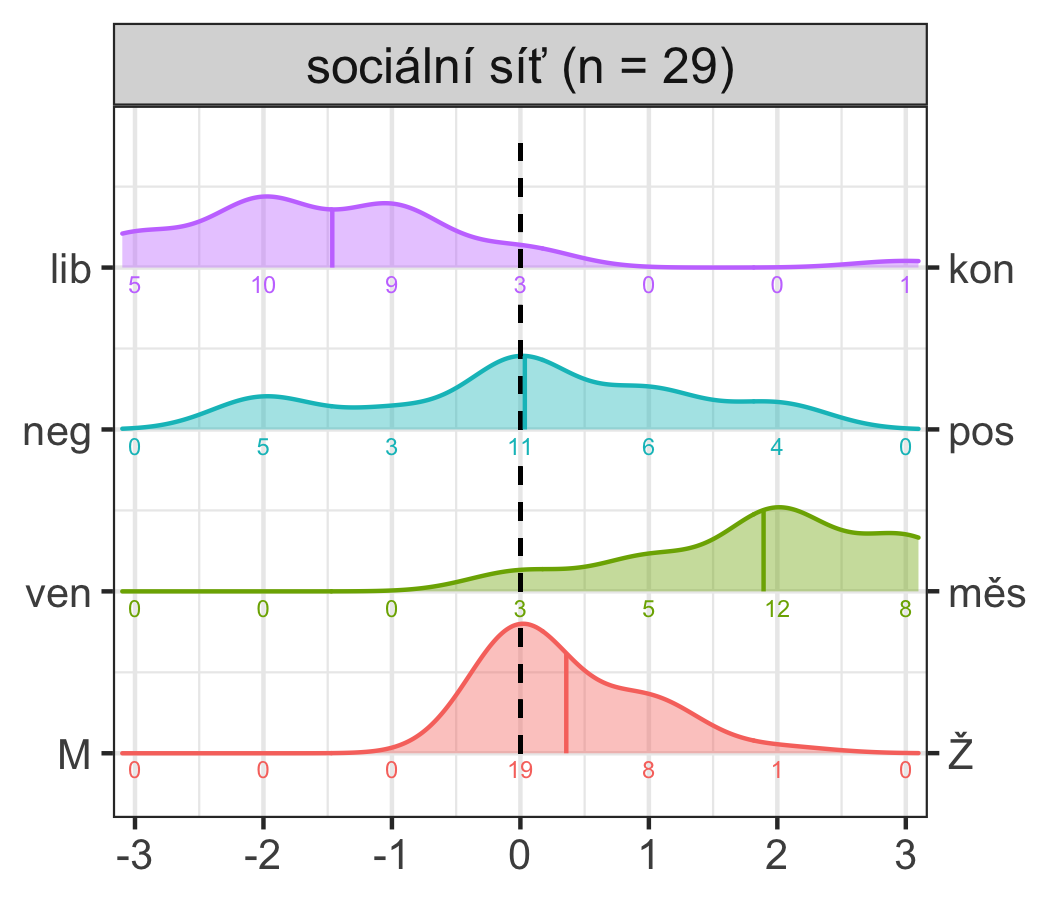 sociální síť (n = 29)
lib kon
5 10 9 3 0 0 1
neg pos
0 5 3 11 6 4 0
ven měs
0 0 0 3 5 12 8
M Ž
0 0 0 19 8 1 0
-3 -2 -1 0 1 2 3